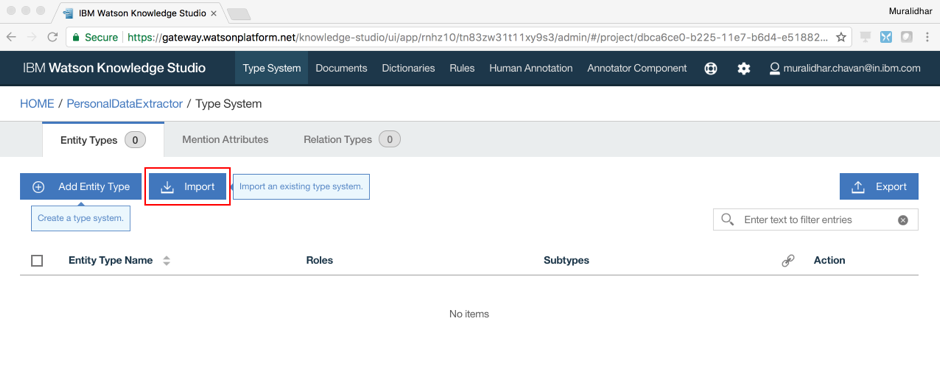 Muralidhar
IBM Watson Knowledge Studio
Secure https://gateway.watsonplatform.net/knowledge-studio/ui/app/rnhz10/tn83zw31t11xy9s3/admin/#/project/dbca6ce0-b225-11e7-b6d4-e51882...
IBM Watson Knowledge Studio Type System Documents Dictionaries Rules Human Annotation Annotator Component muralidhar.chavan@in.ibm.com
HOME / PersonalDataExtractor / Type System
Entity Types 0 Mention Attributes Relation Types 0
Add Entity Type Import Import an existing type system. Export
Create a type system.
Enter text to filter entries
Entity Type Name Roles Subtypes Action
No items